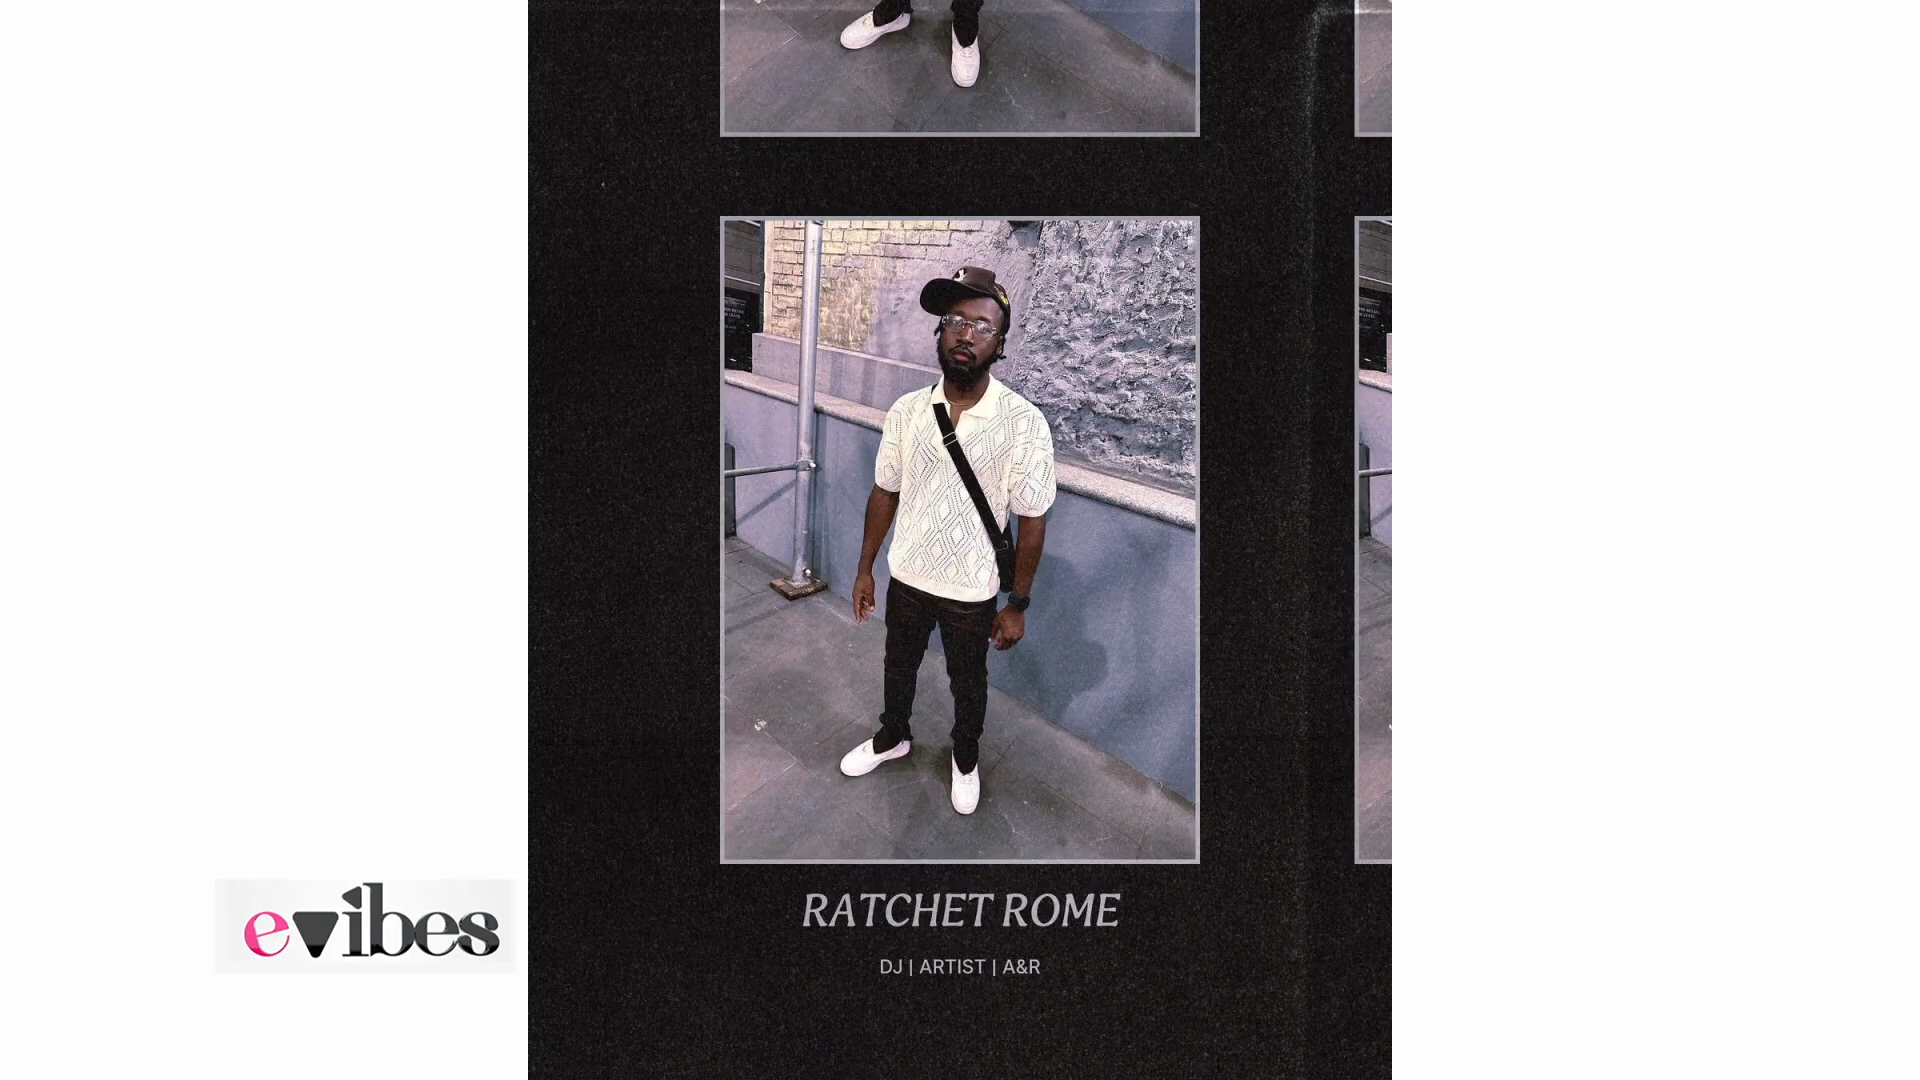 RATCHET ROME
DJ | ARTIST | A&R
evibes